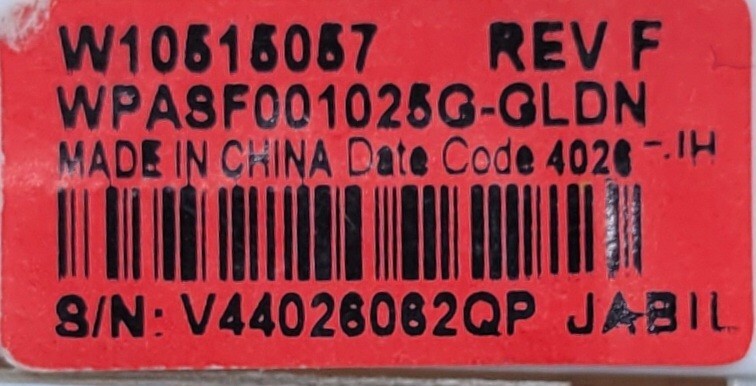 W10515057 REV F
WPASF001025G-GLDN
MADE IN CHINA Date Code 4026
S/N: V44026062QP JABIL